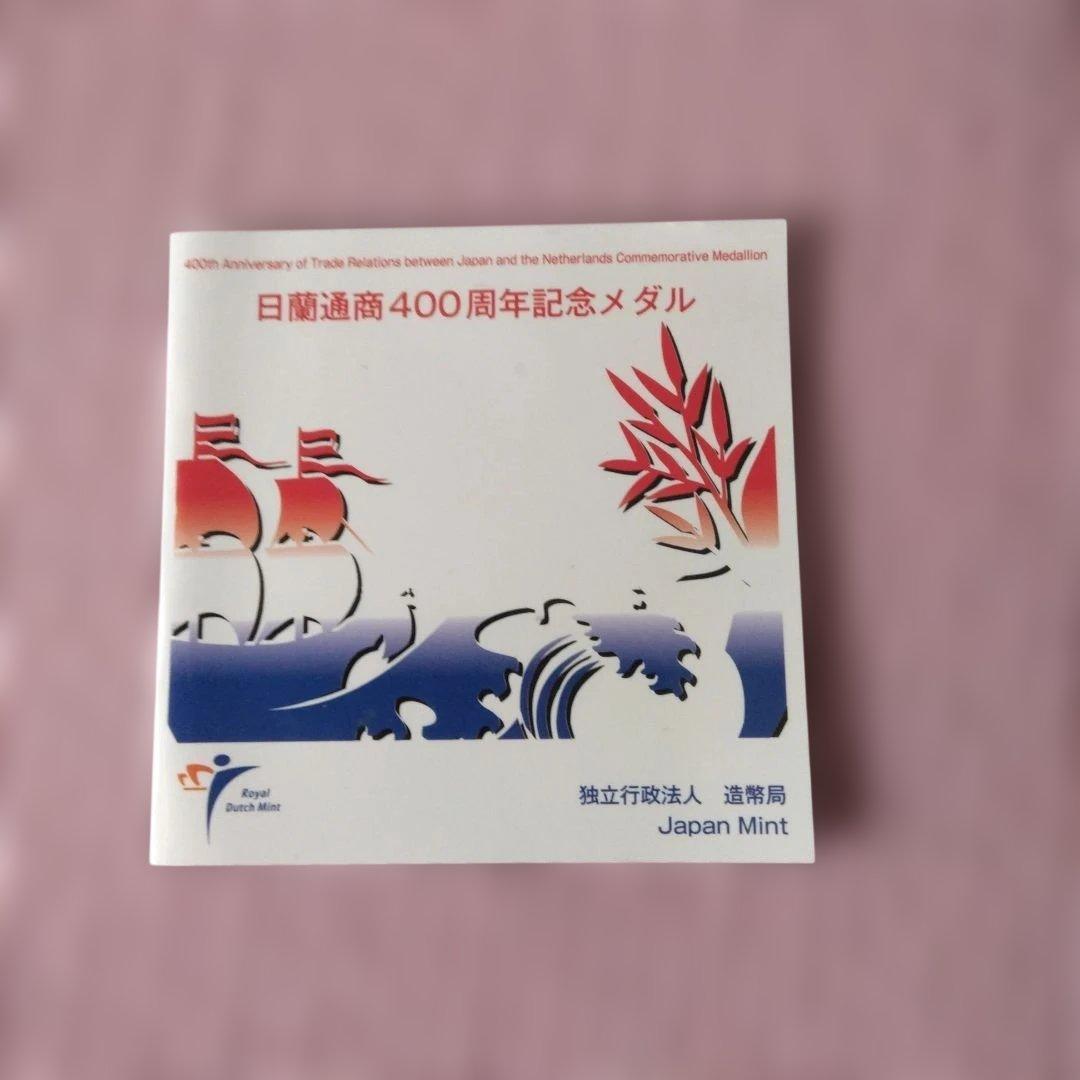 400th Anniversary of Trade Relations between Japan and the Netherlands Commemorative Medallion
日蘭通商400周年記念メダル
Royal
Dutch Mint
独立行政法人　造幣局
Japan Mint